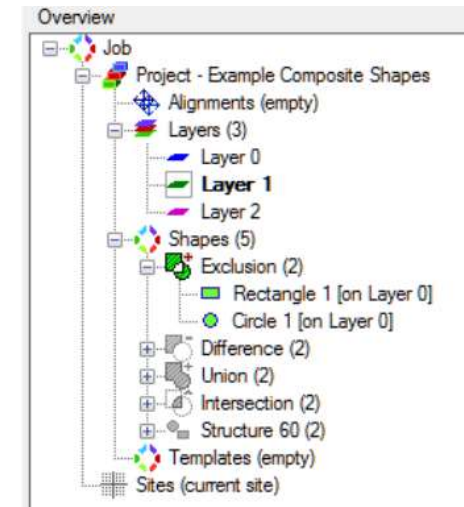 Overview
Job
Project - Example Composite Shapes
Alignments (empty)
Layers (3)
Layer 0
Layer 1
Layer 2
Shapes (5)
Exclusion (2)
Rectangle 1 [on Layer 0]
Circle 1 [on Layer 0]
Difference (2)
Union (2)
Intersection (2)
Structure 60 (2)
Templates (empty)
Sites (current site)